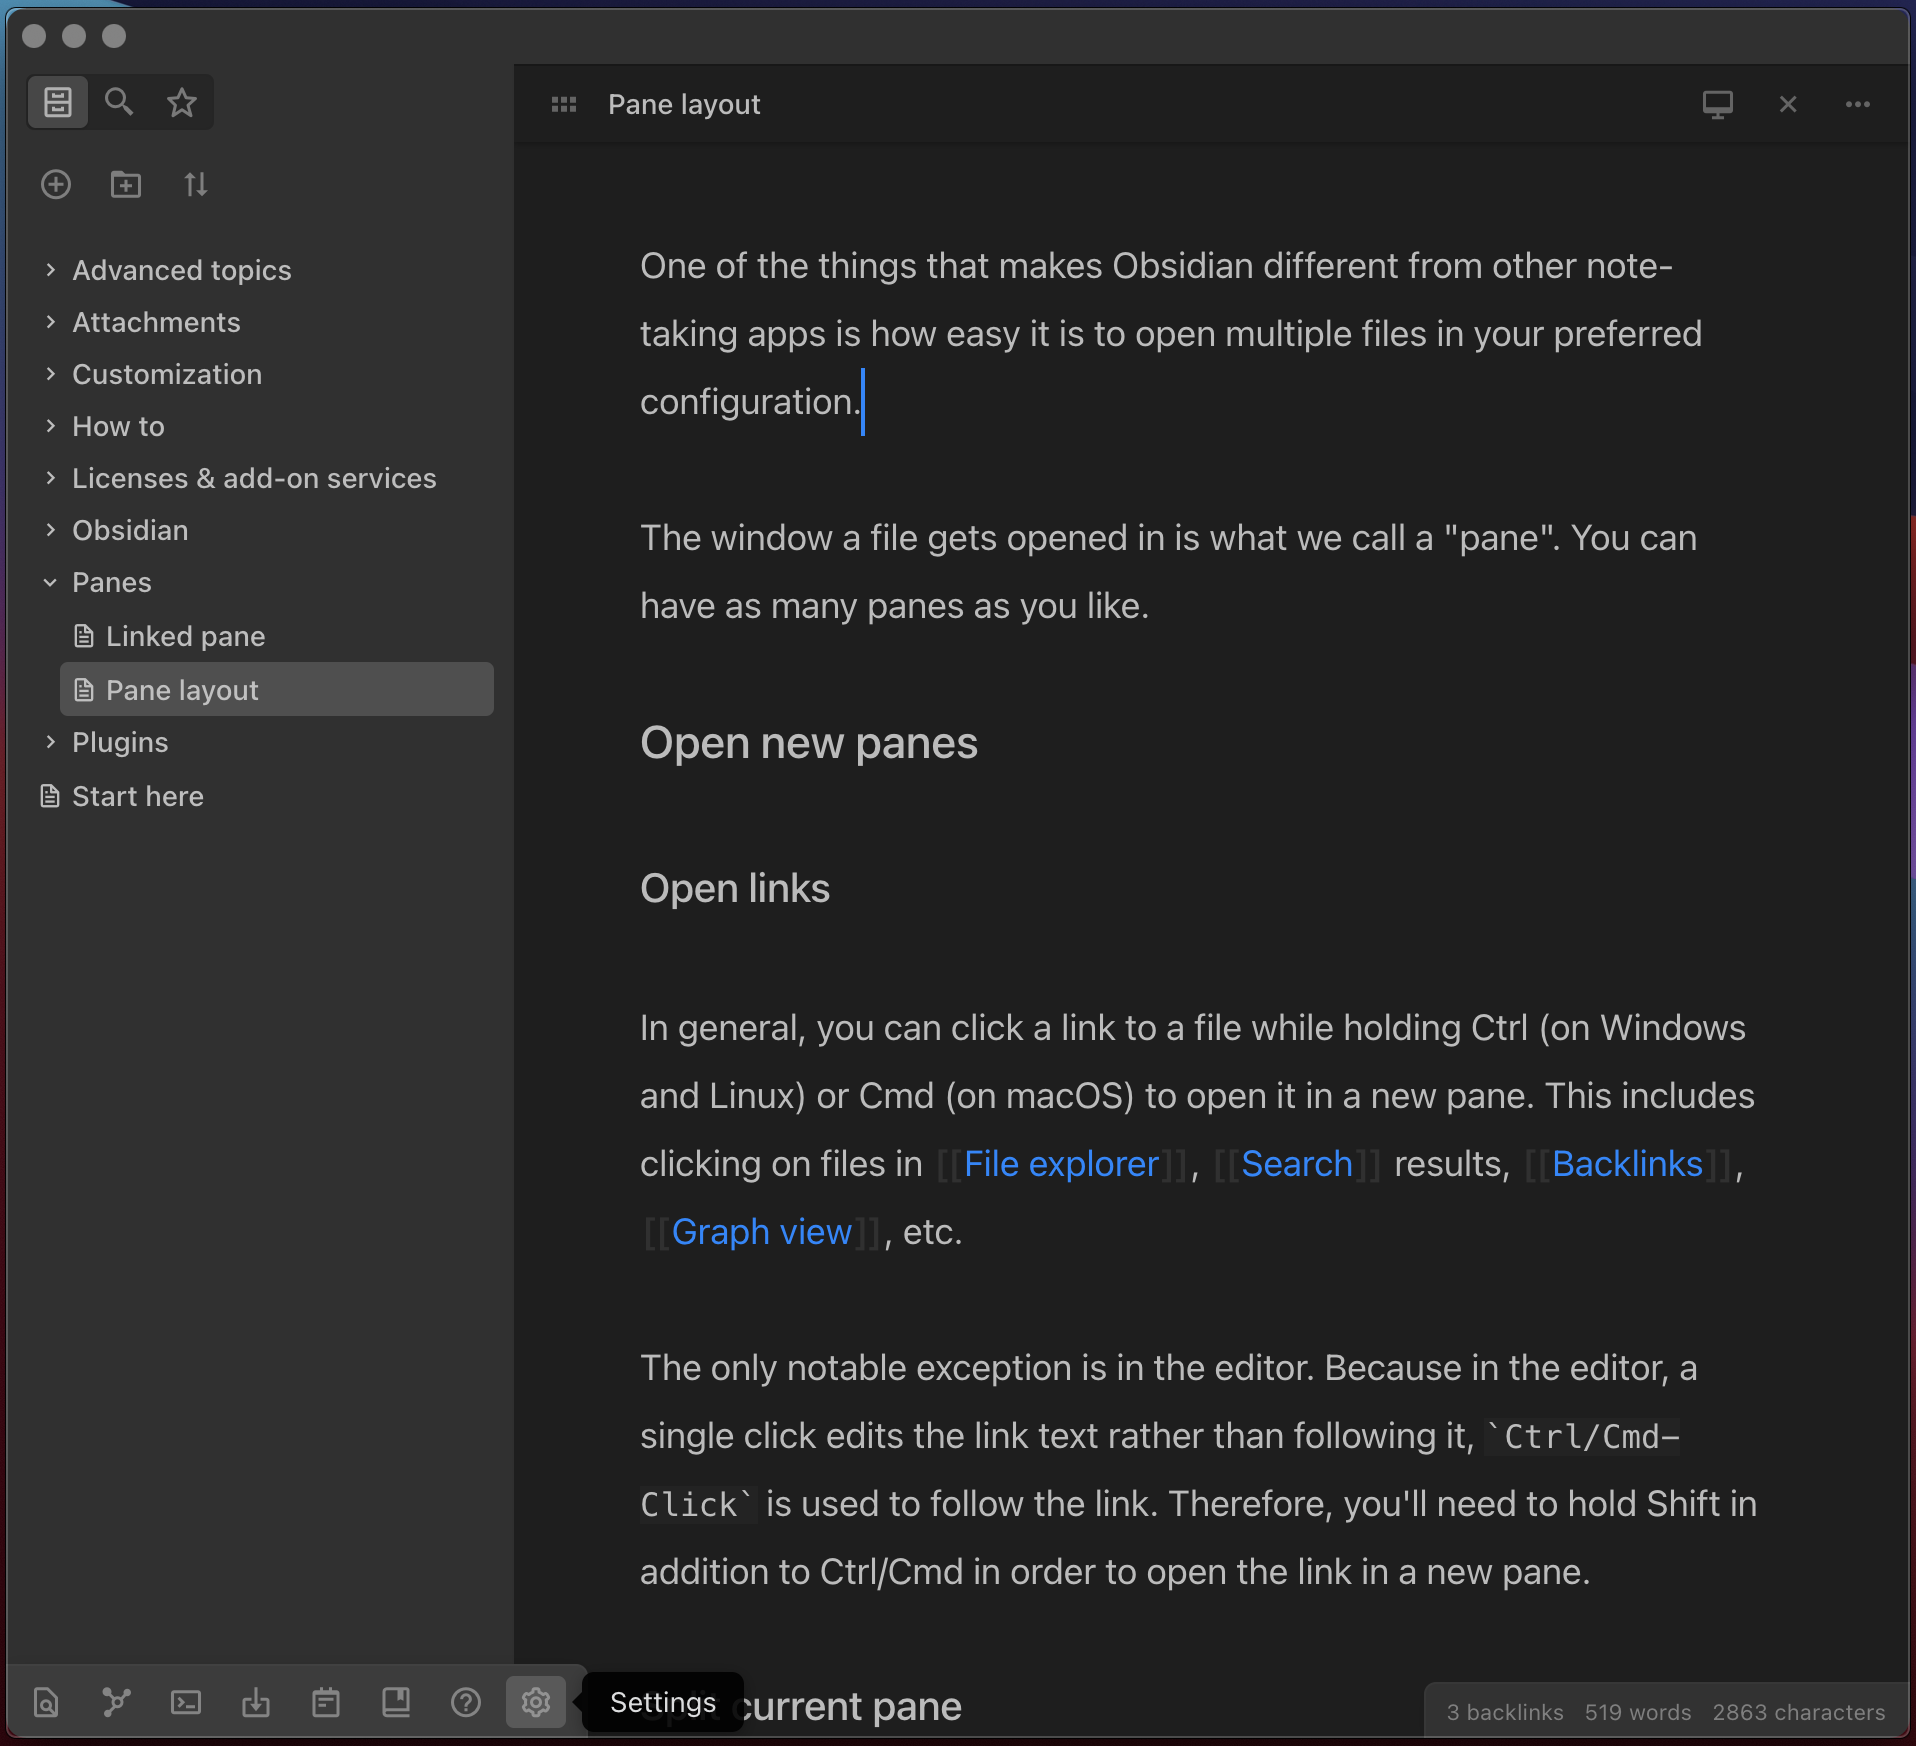 Pane layout
Advanced topics
Attachments
Customization
How to
Licenses & add-on services
Obsidian
Panes
Linked pane
Pane layout
Plugins
Start here
One of the things that makes Obsidian different from other note-
taking apps is how easy it is to open multiple files in your preferred
configuration.
The window a file gets opened in is what we call a "pane". You can
have as many panes as you like.
Open new panes
Open links
In general, you can click a link to a file while holding Ctrl (on Windows
and Linux) or Cmd (on macOS) to open it in a new pane. This includes
clicking on files in [[File explorer]], [[Search]] results, [[Backlinks]],
[[Graph view]], etc.
The only notable exception is in the editor. Because in the editor, a
single click edits the link text rather than following it, `Ctrl/Cmd-
Click` is used to follow the link. Therefore, you'll need to hold Shift in
addition to Ctrl/Cmd in order to open the link in a new pane.
Settings
Split current pane
3 backlinks 519 words 2863 characters